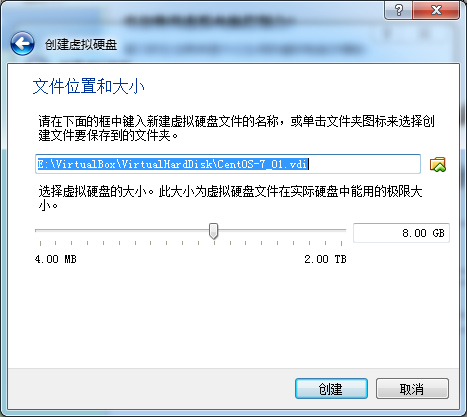 创建虚拟硬盘
文件位置和大小
请在下面的框中键入新建虚拟硬盘文件的名称，或单击文件夹图标来选择创
建文件要保存到的文件夹。
E:\VirtualBox\VirtualHardDisk\CentOS-7_01.vdi
选择虚拟硬盘的大小。此大小为虚拟硬盘文件在实际硬盘中能用的极限大
小。
8.00 GB
4.00 MB
2.00 TB
创建
取消